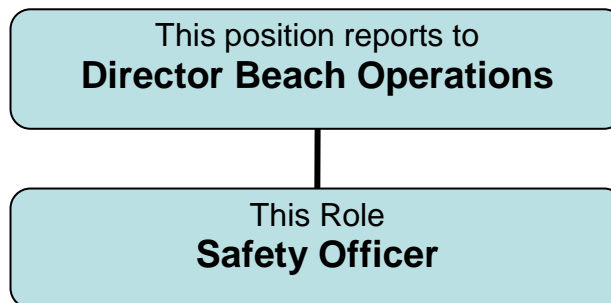 This position reports to
Director Beach Operations
This Role
Safety Officer